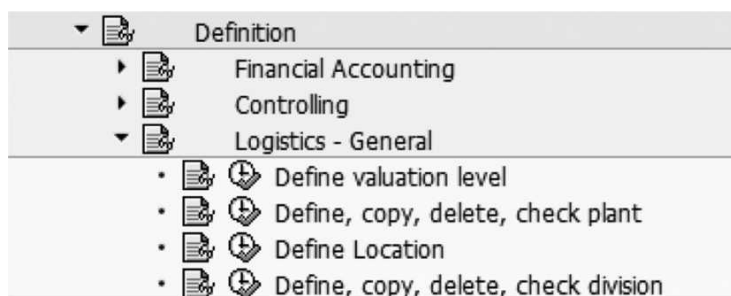 Definition
Financial Accounting
Controlling
Logistics - General
Define valuation level
Define, copy, delete, check plant
Define Location
Define, copy, delete, check division